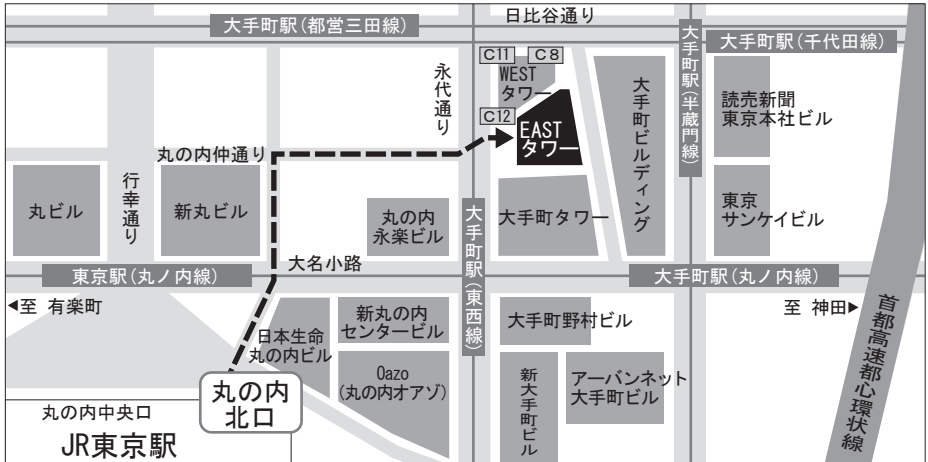 日比谷通り
大手町駅(都営三田線)
大手町駅(千代田線)
大手町駅(半蔵門線)
永代通り
C11
C8
WEST
タワー
C12
EAST
タワー
大手町ビルディング
読売新聞
東京本社ビル
丸の内仲通り
行幸通り
丸ビル
新丸ビル
丸の内
永楽ビル
大手町駅(東西線)
大手町タワー
東京
サンケイビル
大名小路
東京駅(丸ノ内線)
大手町駅(丸ノ内線)
◀至 有楽町
至 神田▶
首都高速都心環状線
日本生命
丸の内ビル
新丸の内
センタービル
Oazo
(丸の内オアゾ)
大手町野村ビル
新大手町ビル
アーバンネット
大手町ビル
丸の内
北口
丸の内中央口
JR東京駅